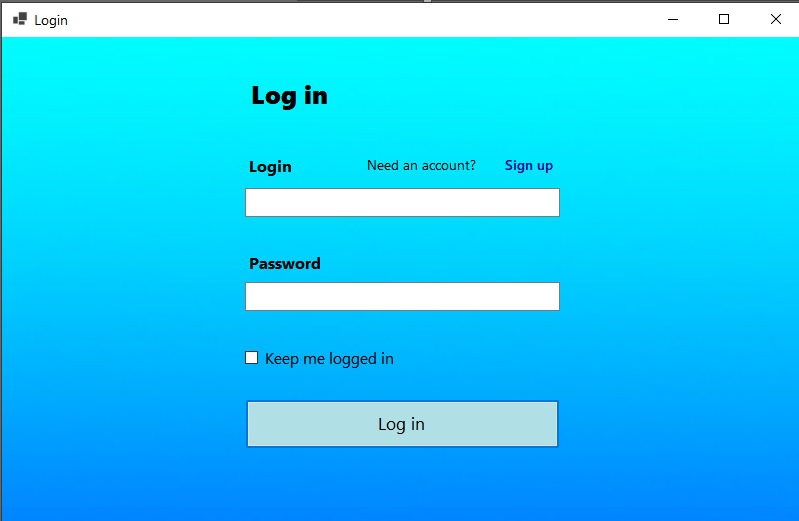 Login
Log in
Login Need an account? Sign up
Password
Keep me logged in
Log in